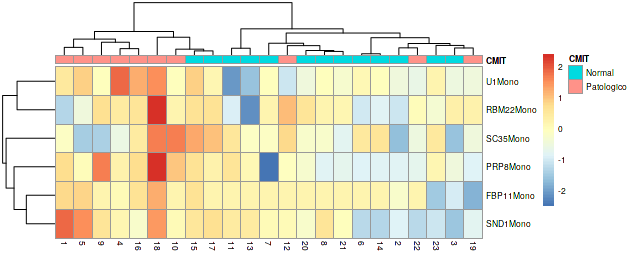 CMIT
U1Mono
RBM22Mono
SC35Mono
PRP8Mono
FBP11Mono
SND1Mono
1 5 9 4 16 18 10 15 17 11 13 7 12 20 8 21 6 14 2 22 23 3 19
2
1
0
-1
-2
CMIT
Normal
Patologico